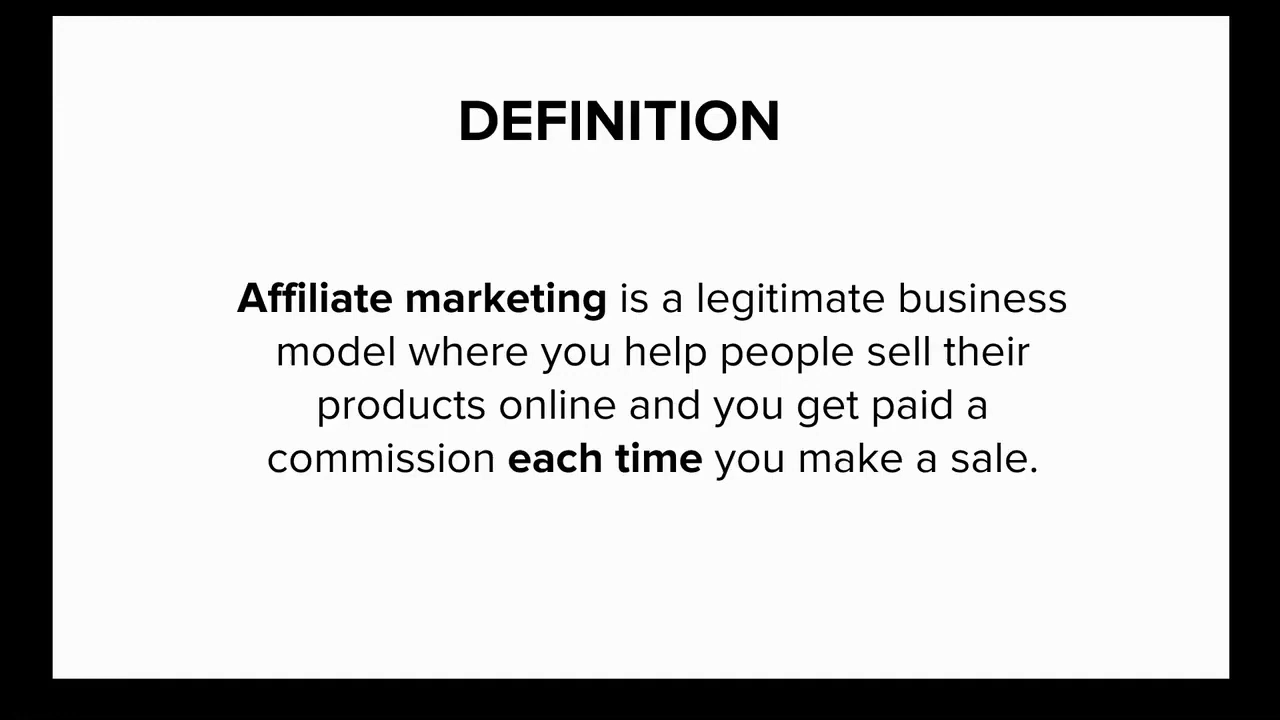 DEFINITION
Affiliate marketing is a legitimate business
model where you help people sell their
products online and you get paid a
commission each time you make a sale.